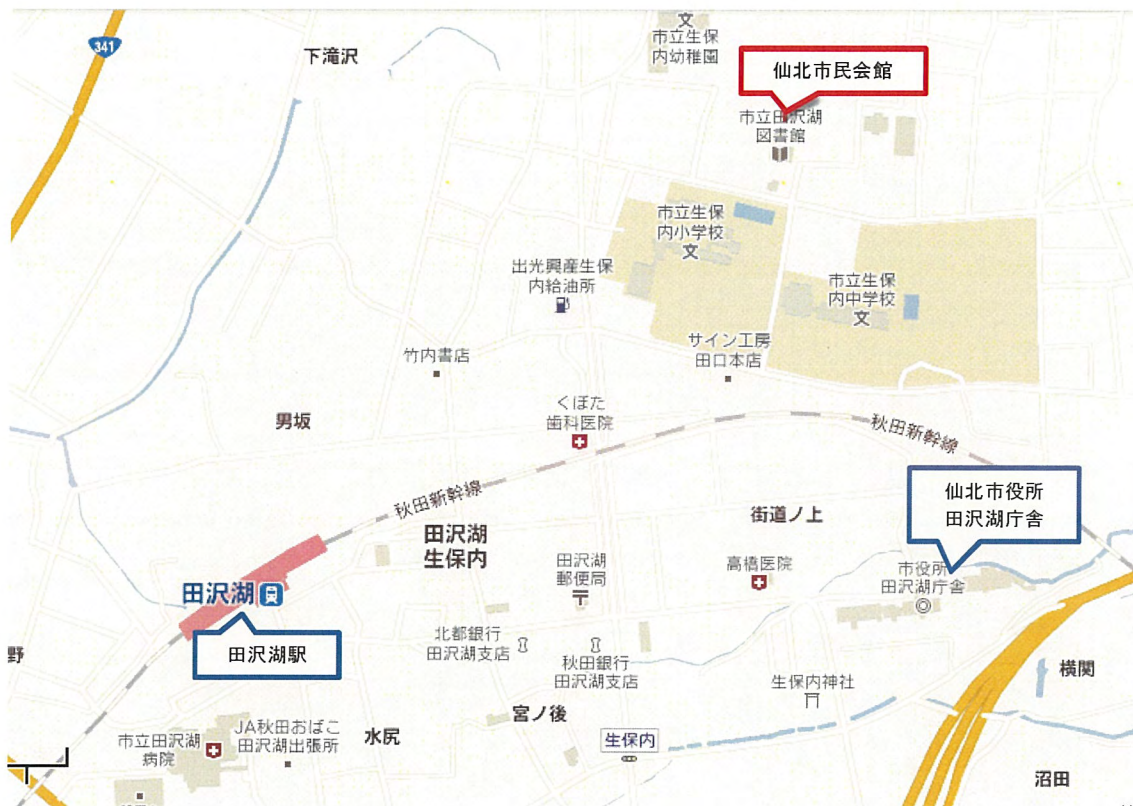 341
下滝沢
文
市立生保
内幼稚園
仙北市民会館
市立田沢湖
図書館
市立生保
内小学校
文
出光興産生保
内給油所
市立生保
内中学校
文
サイン工房
田口本店
竹内書店
くぼた
歯科医院
男坂
秋田新幹線
秋田新幹線
仙北市役所
田沢湖庁舎
街道ノ上
田沢湖
生保内
田沢湖
郵便局
高橋医院
市役所
田沢湖庁舎
田沢湖
田沢湖駅
野
北都銀行
田沢湖支店
秋田銀行
田沢湖支店
横関
生保内神社
宮ノ後
水尻
JA秋田おばこ
田沢湖出張所
市立田沢湖
病院
生保内
沼田